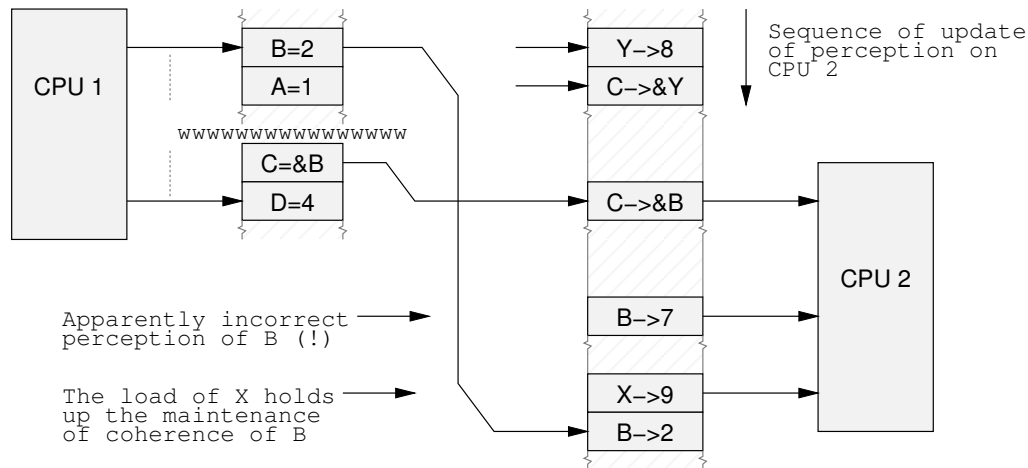 CPU 1
B=2
A=1
wwwwwwwwwwwwwwww
C=&B
D=4
Y->8
C->&Y
C->&B
B->7
X->9
B->2
CPU 2
Sequence of update
of perception on
CPU 2
Apparently incorrect
perception of B (!)
The load of X holds
up the maintenance
of coherence of B